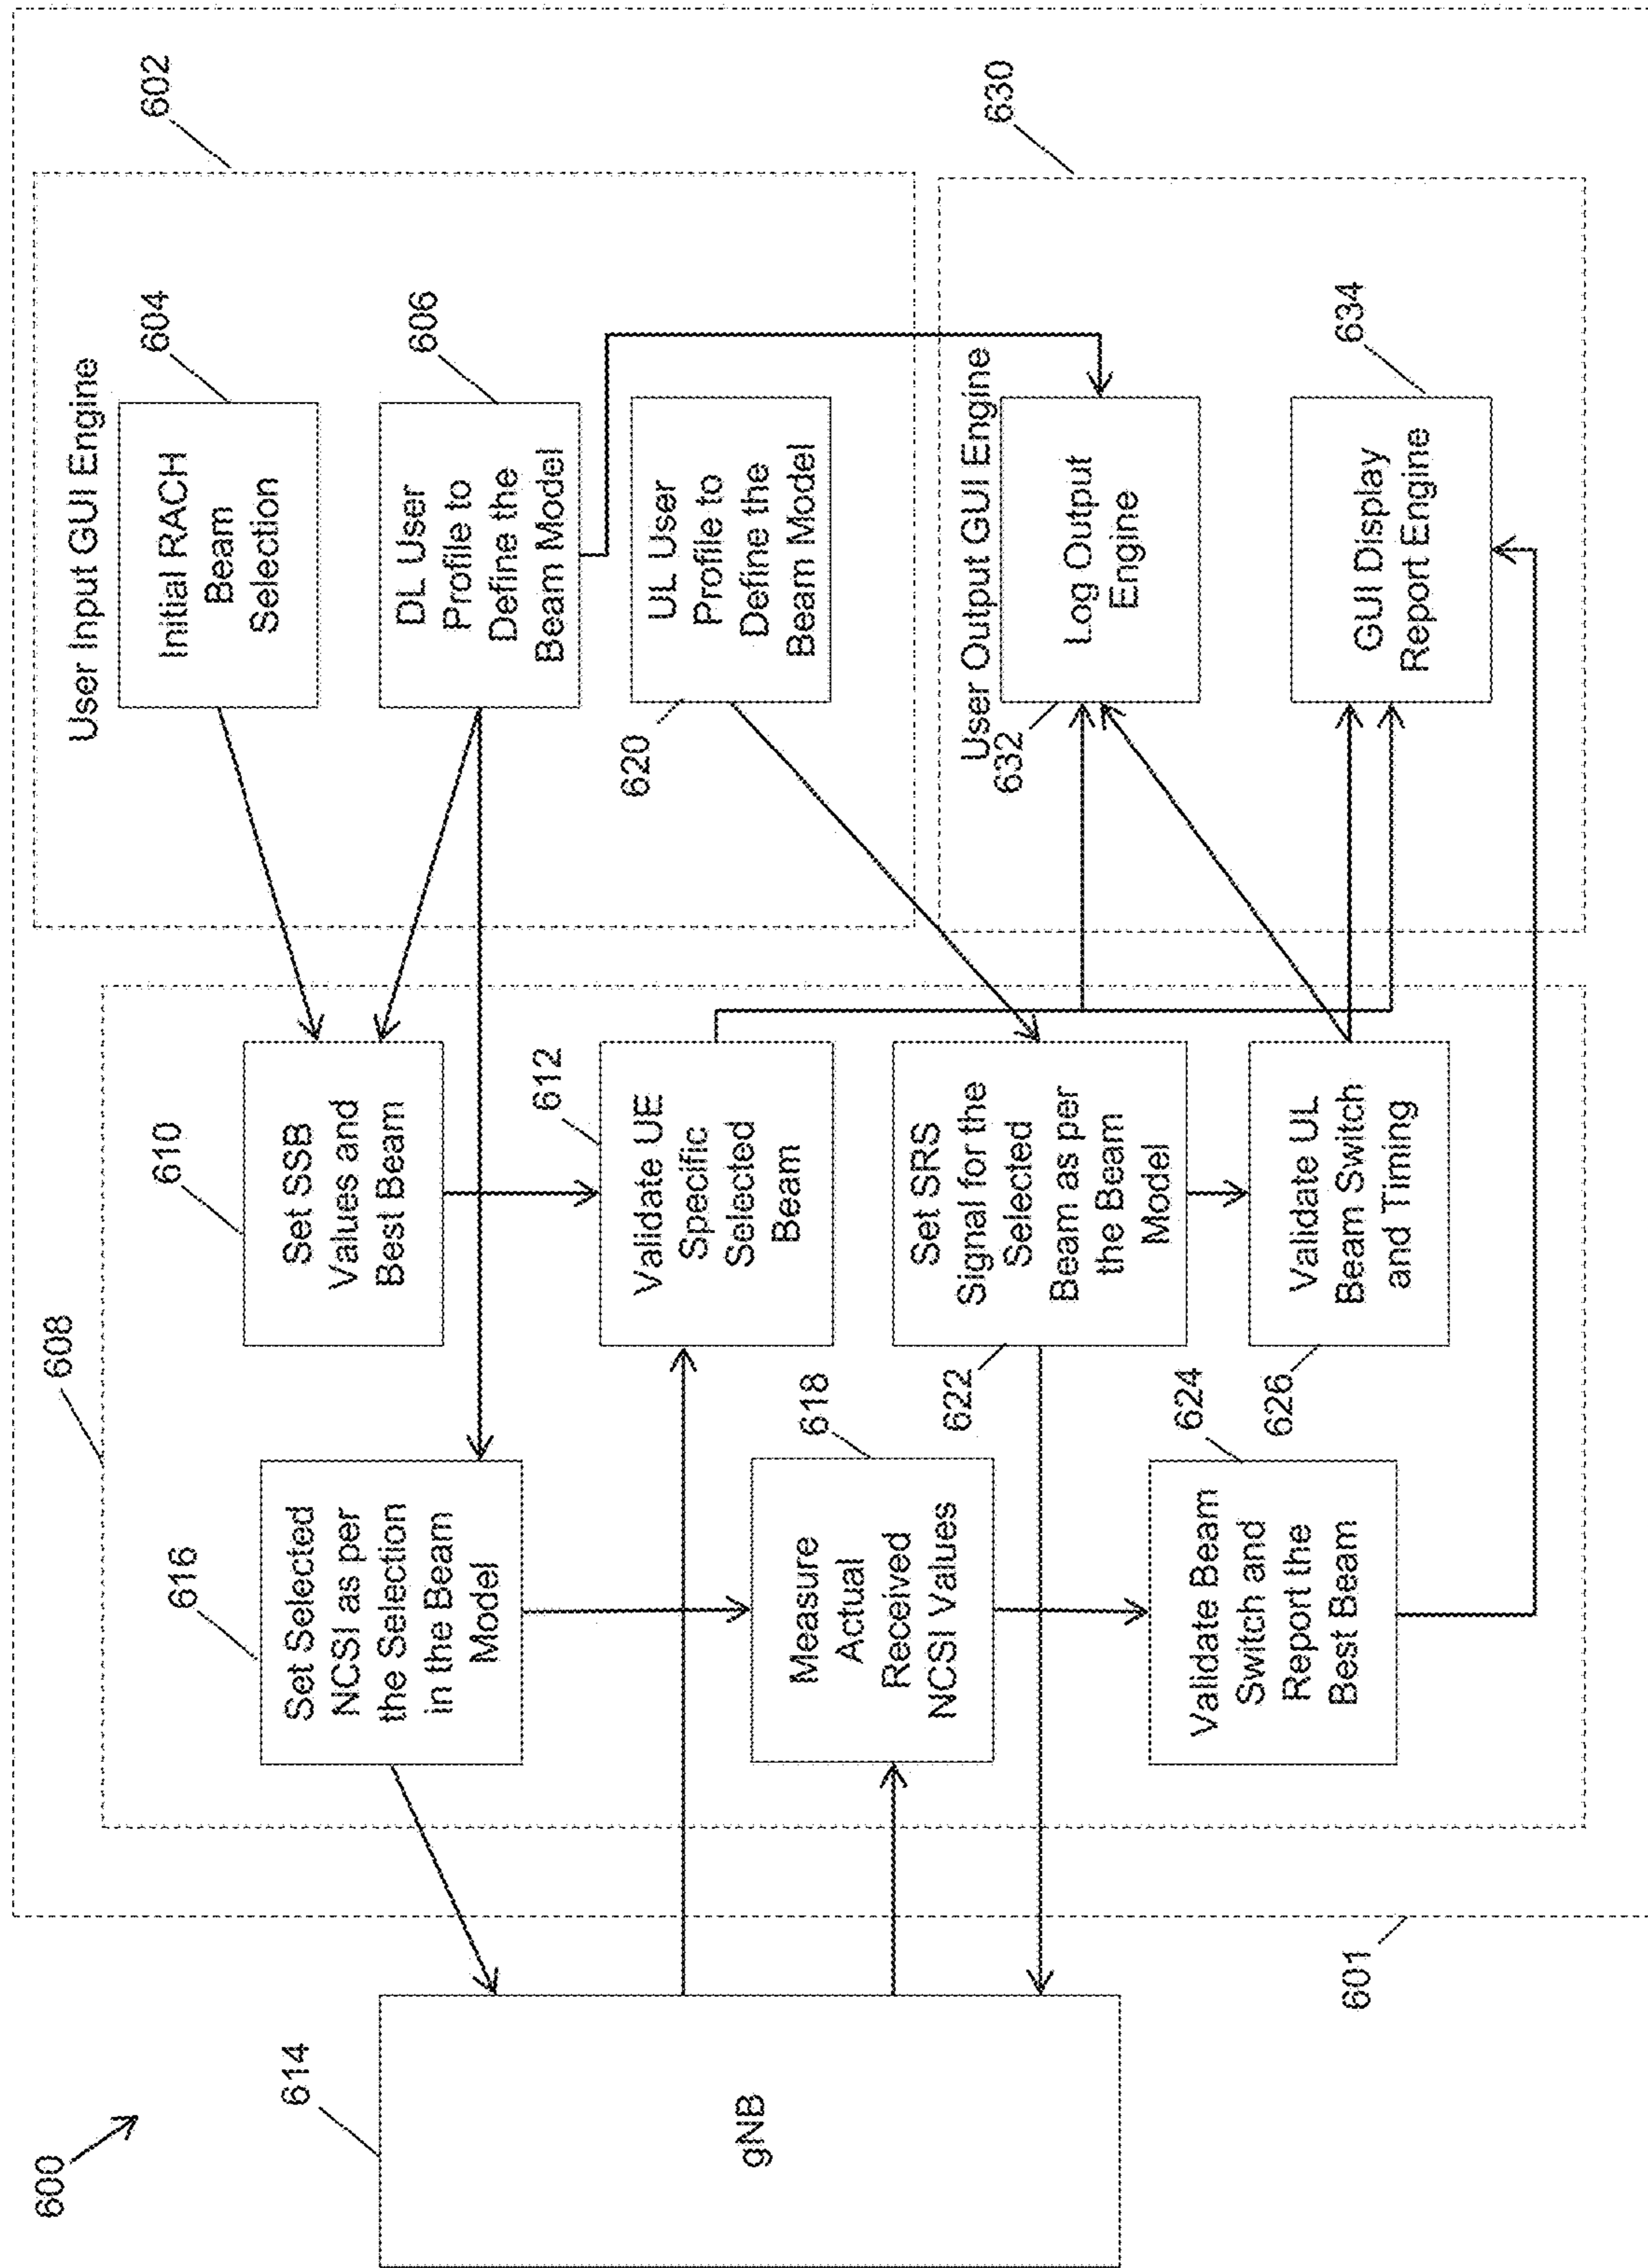 600
614
gNB
601
608
616
Set Selected
NCSI as per
the Selection
in the Beam
Model
610
Set SSB
Values and
Best Beam
612
Validate UE
Specific
Selected
Beam
618
Measure
Actual
Received
NCSI Values
622
Set SRS
Signal for the
Selected
Beam as per
the Beam
Model
624
Validate Beam
Switch and
Report the
Best Beam
626
Validate UL
Beam Switch
and Timing
602
User Input GUI Engine
604
Initial RACH
Beam
Selection
606
DL User
Profile to
Define the
Beam Model
620
UL User
Profile to
Define the
Beam Model
630
User Output GUI Engine
632
Log Output
Engine
634
GUI Display
Report Engine